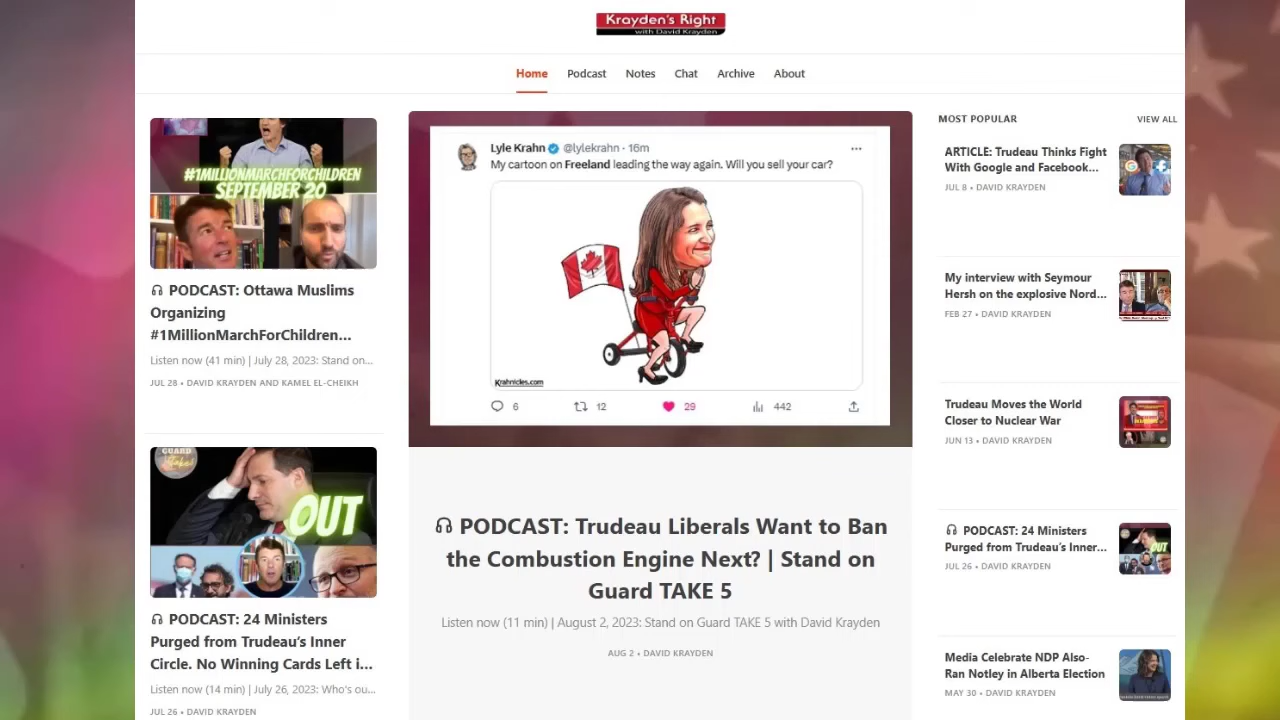 Krayden's Right
with David Krayden
Home
Podcast
Notes
Chat
Archive
About
#1MILLIONMARCHFORCHILDREN
SEPTEMBER 20
PODCAST: Ottawa Muslims
Organizing
#1MillionMarchForChildren...
Listen now (41 min) | July 28, 2023: Stand on...
JUL 28 • DAVID KRAYDEN AND KAMEL EL-CHEIKH
GUARD
Take
OUT
PODCAST: 24 Ministers
Purged from Trudeau's Inner
Circle. No Winning Cards Left i...
Listen now (14 min) | July 26, 2023: Who's ou...
JUL 26 • DAVID KRAYDEN
Lyle Krahn @lylekrahn · 16m
My cartoon on Freeland leading the way again. Will you sell your car?
Krahnicles.com
6
12
29
442
PODCAST: Trudeau Liberals Want to Ban
the Combustion Engine Next? | Stand on
Guard TAKE 5
Listen now (11 min) | August 2, 2023: Stand on Guard TAKE 5 with David Krayden
AUG 2 • DAVID KRAYDEN
MOST POPULAR
VIEW ALL
ARTICLE: Trudeau Thinks Fight
With Google and Facebook...
JUL 8 • DAVID KRAYDEN
My interview with Seymour
Hersh on the explosive Nord...
FEB 27 • DAVID KRAYDEN
Trudeau Moves the World
Closer to Nuclear War
JUN 13 • DAVID KRAYDEN
PODCAST: 24 Ministers
Purged from Trudeau's Inner...
JUL 26 • DAVID KRAYDEN
OUT
Media Celebrate NDP Also-
Ran Notley in Alberta Election
MAY 30 • DAVID KRAYDEN